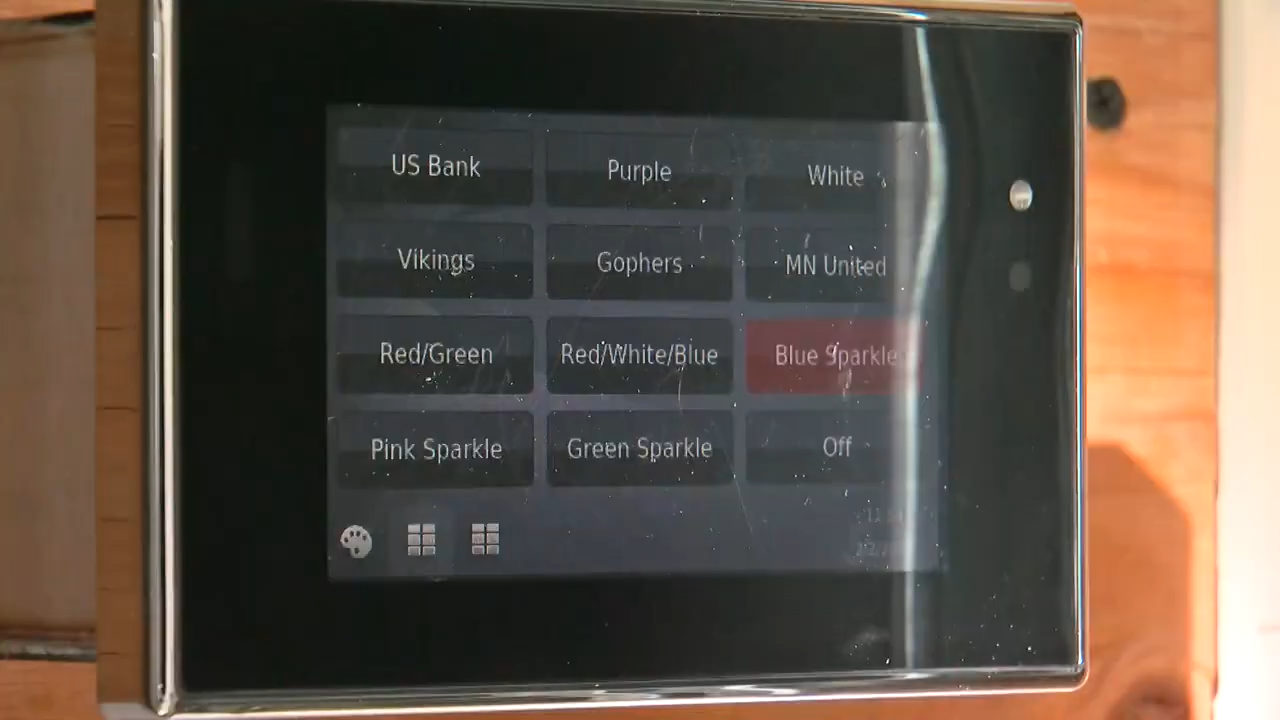 US Bank
Purple
White
Vikings
Gophers
MN United
Red/Green
Red/White/Blue
Blue Sparkle
Pink Sparkle
Green Sparkle
Off